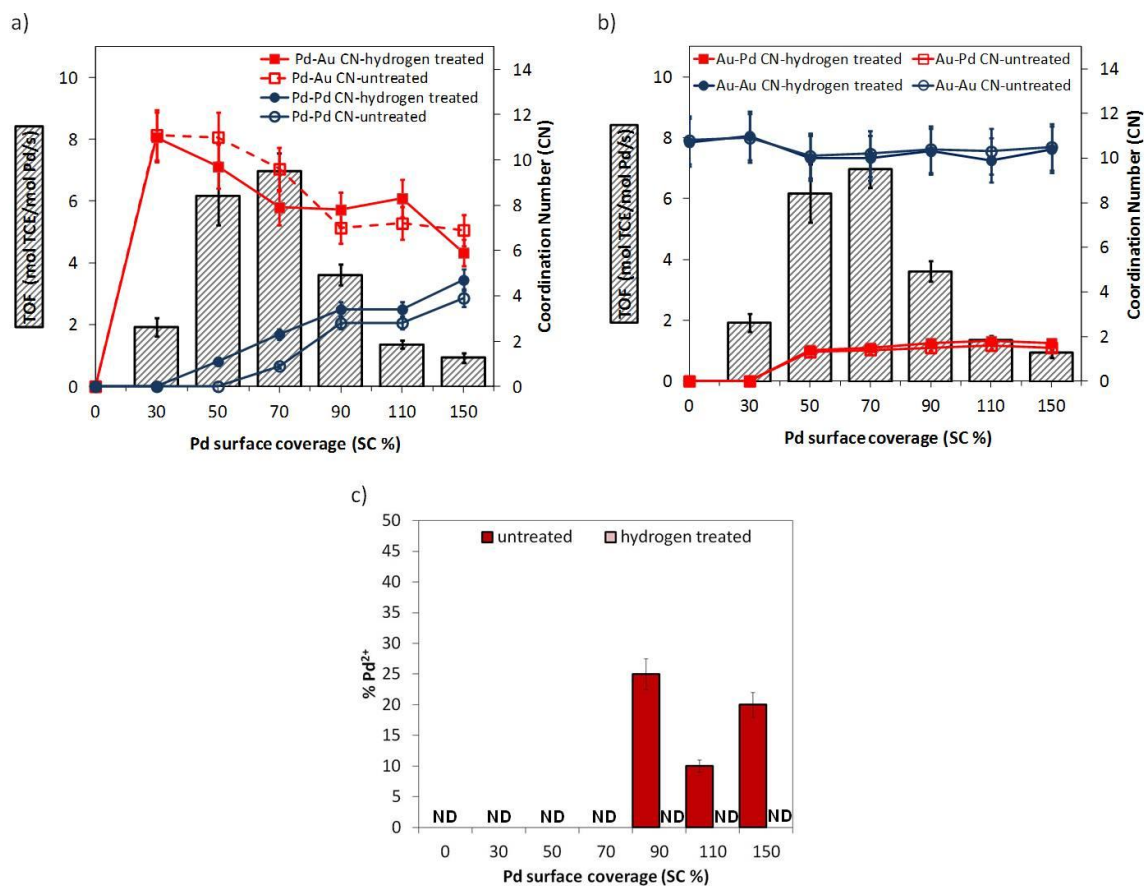 a)
Pd-Au CN-hydrogen treated
Pd-Au CN-untreated
Pd-Pd CN-hydrogen treated
Pd-Pd CN-untreated
TOF (mol TCE/mol Pd/s)
10
8
6
4
2
0
14
12
10
8
6
4
2
0
Coordination Number (CN)
0 30 50 70 90 110 150
Pd surface coverage (SC %)
b)
Au-Pd CN-hydrogen treated Au-Pd CN-untreated
Au-Au CN-hydrogen treated Au-Au CN-untreated
TOF (mol TCE/mol Pd/s)
10
8
6
4
2
0
14
12
10
8
6
4
2
0
Coordination Number (CN)
0 30 50 70 90 110 150
Pd surface coverage (SC %)
c)
untreated hydrogen treated
% Pd²⁺
50
45
40
35
30
25
20
15
10
5
0
ND ND ND ND ND ND ND
0 30 50 70 90 110 150
Pd surface coverage (SC %)